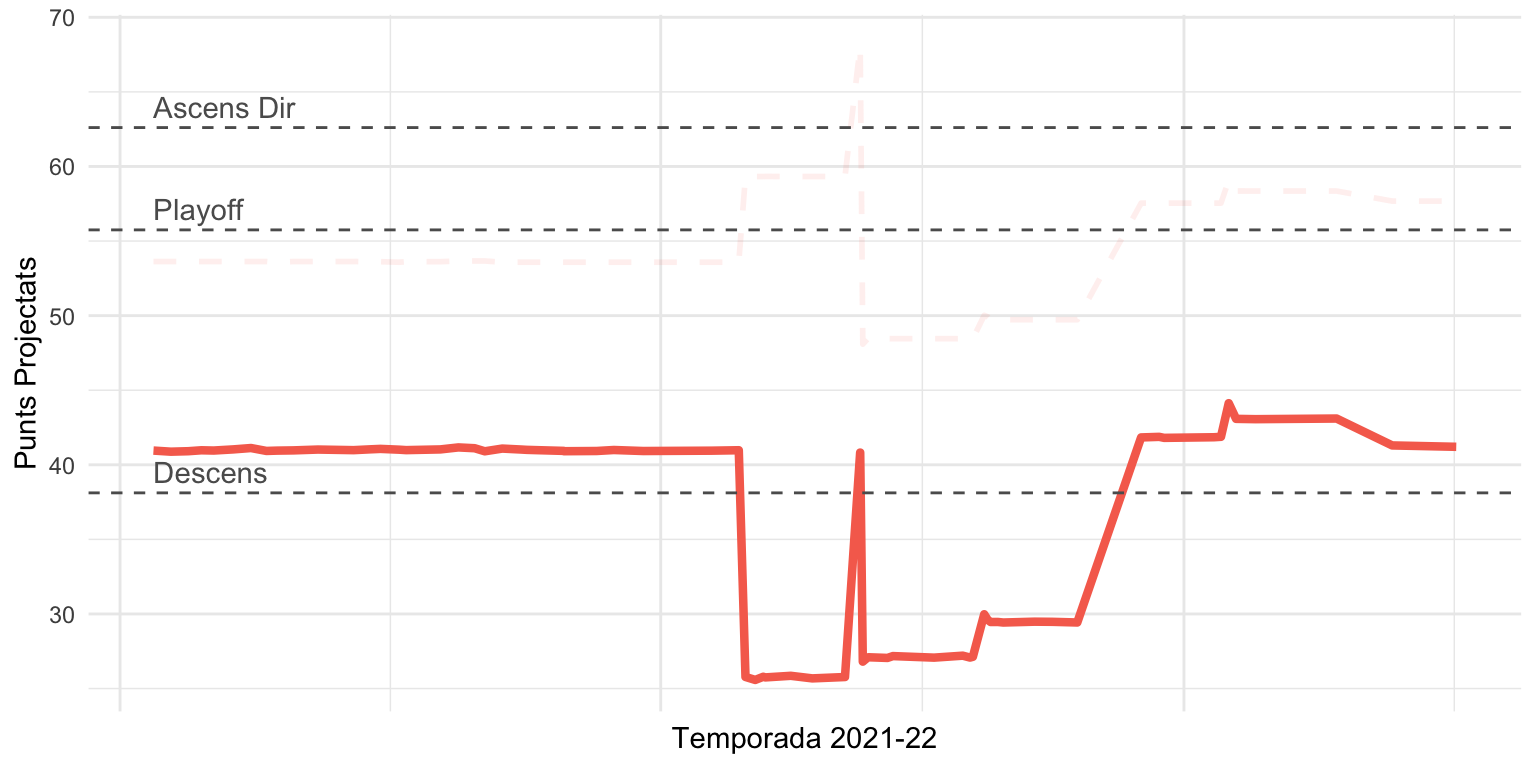 70
Ascens Dir
60
Playoff
50
Punts Projectats
40
Descens
30
Temporada 2021-22